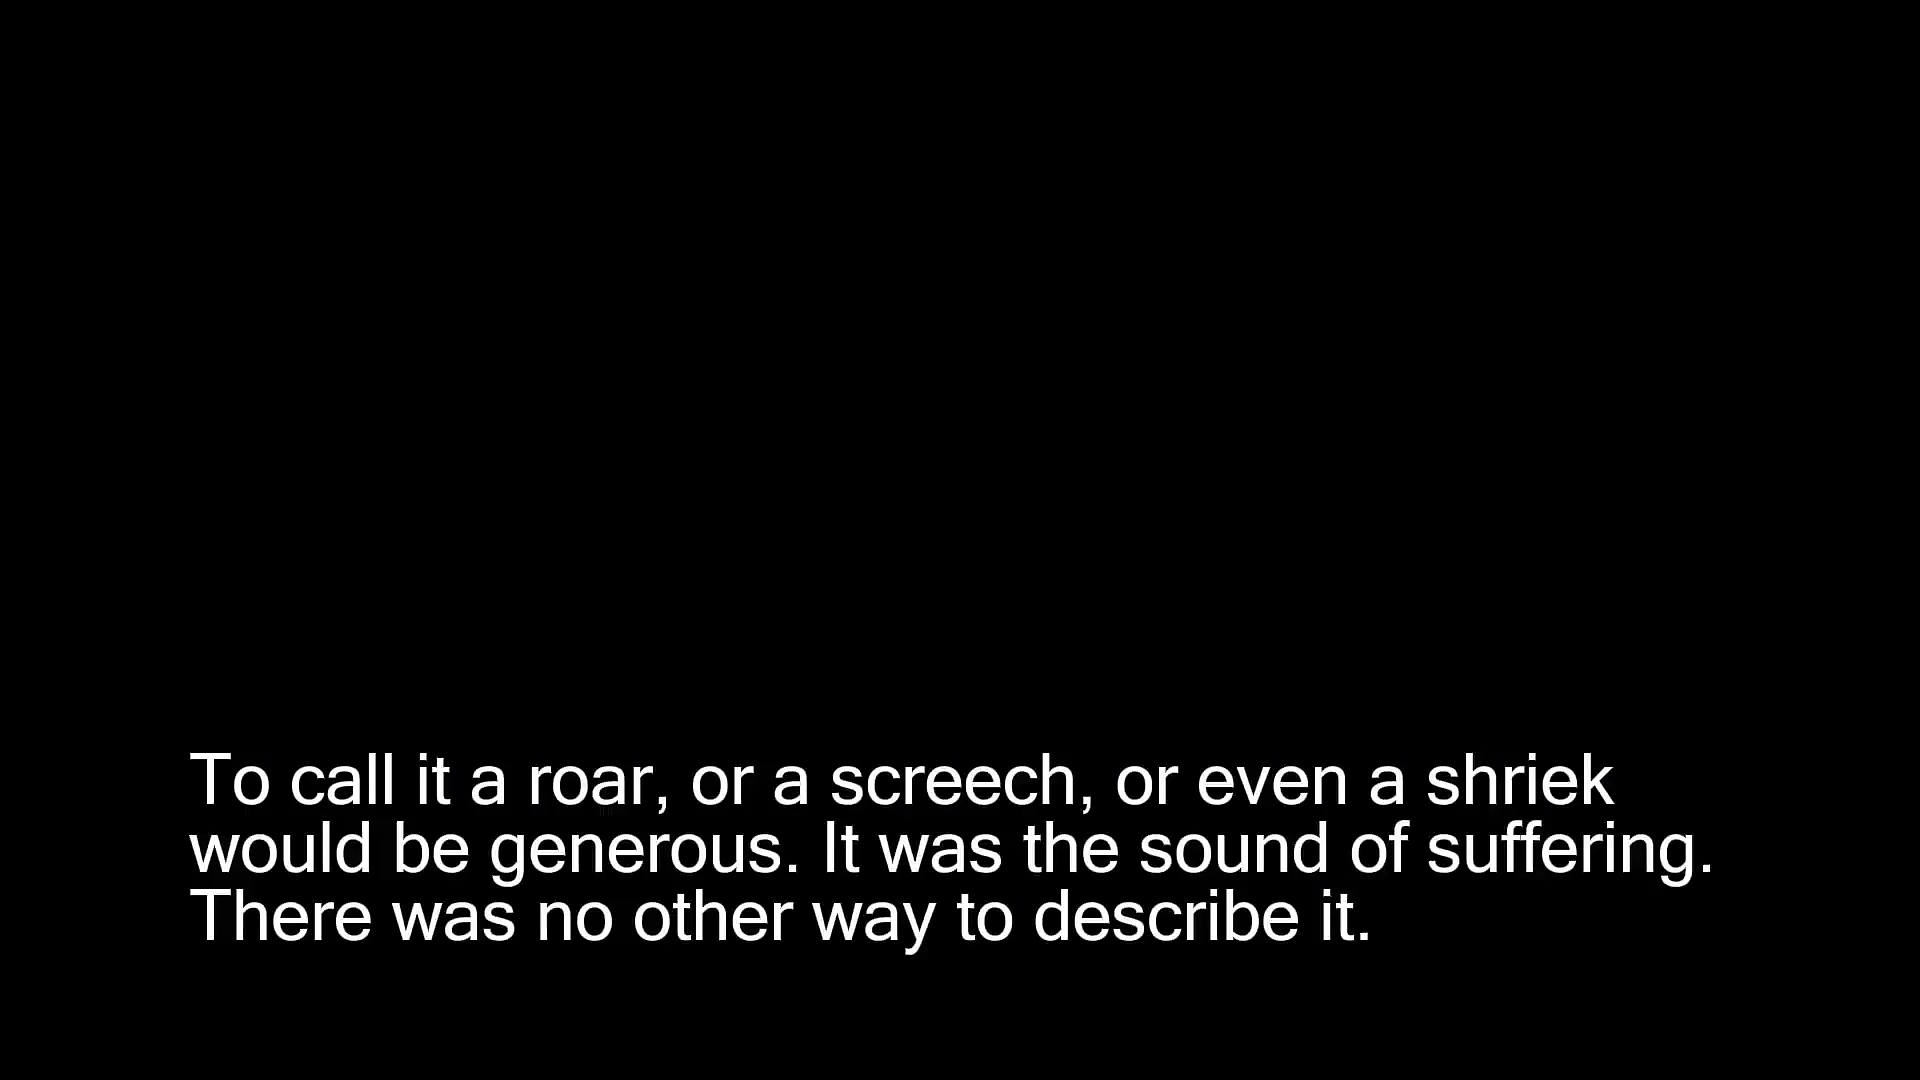 To call it a roar, or a screech, or even a shriek
would be generous. It was the sound of suffering.
There was no other way to describe it.